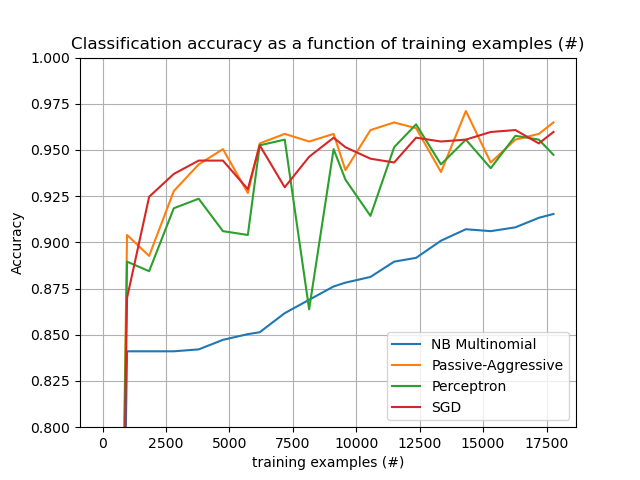 Classification accuracy as a function of training examples (#)
1.000
0.975
0.950
0.925
0.900
0.875
0.850
0.825
0.800
Accuracy
NB Multinomial
Passive-Aggressive
Perceptron
SGD
0 2500 5000 7500 10000 12500 15000 17500
training examples (#)